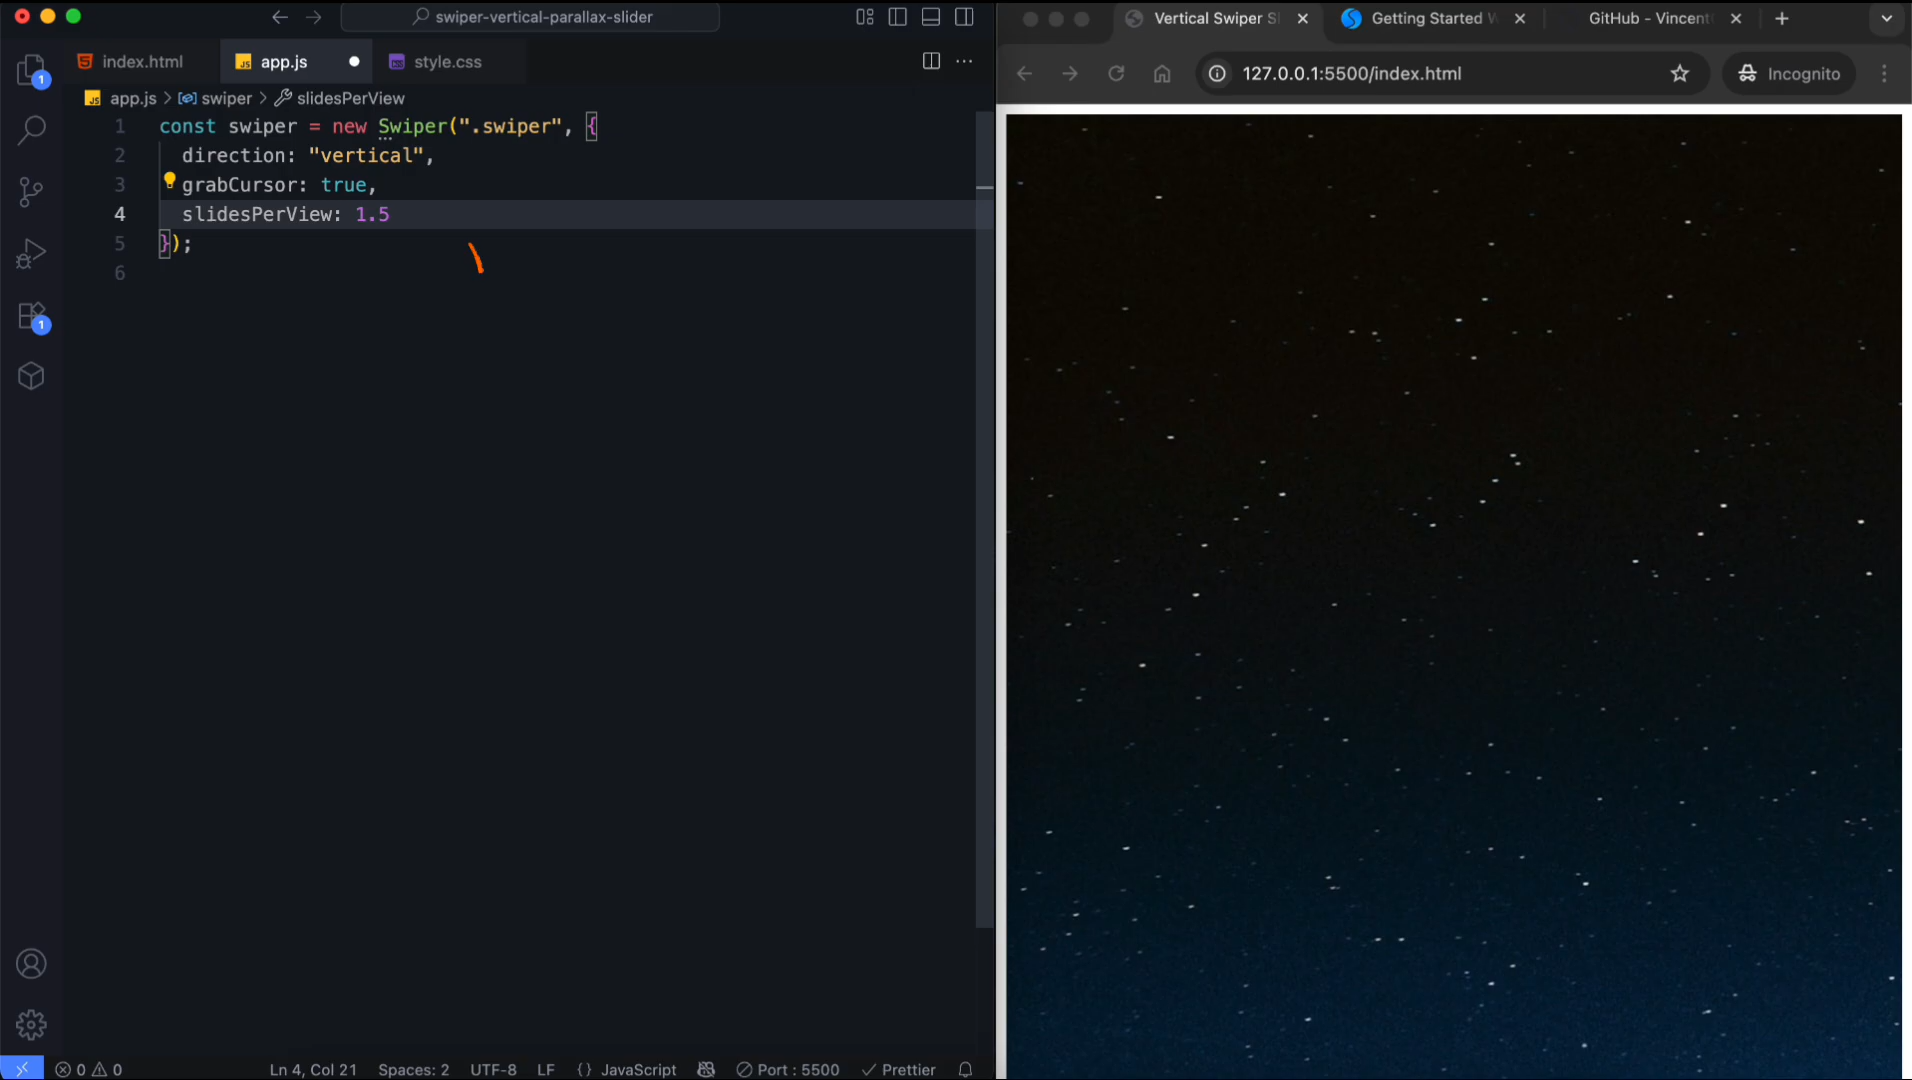 swiper-vertical-parallax-slider
index.html
app.js
style.css
app.js > swiper > slidesPerView
1 const swiper = new Swiper(".swiper", {
2 direction: "vertical",
3 grabCursor: true,
4 slidesPerView: 1.5
5 });
6
1
1
0 0
Ln 4, Col 21
Spaces: 2
UTF-8
LF
{} JavaScript
Port : 5500
Prettier
Vertical Swiper
Getting Started
GitHub - Vincent
127.0.0.1:5500/index.html
Incognito